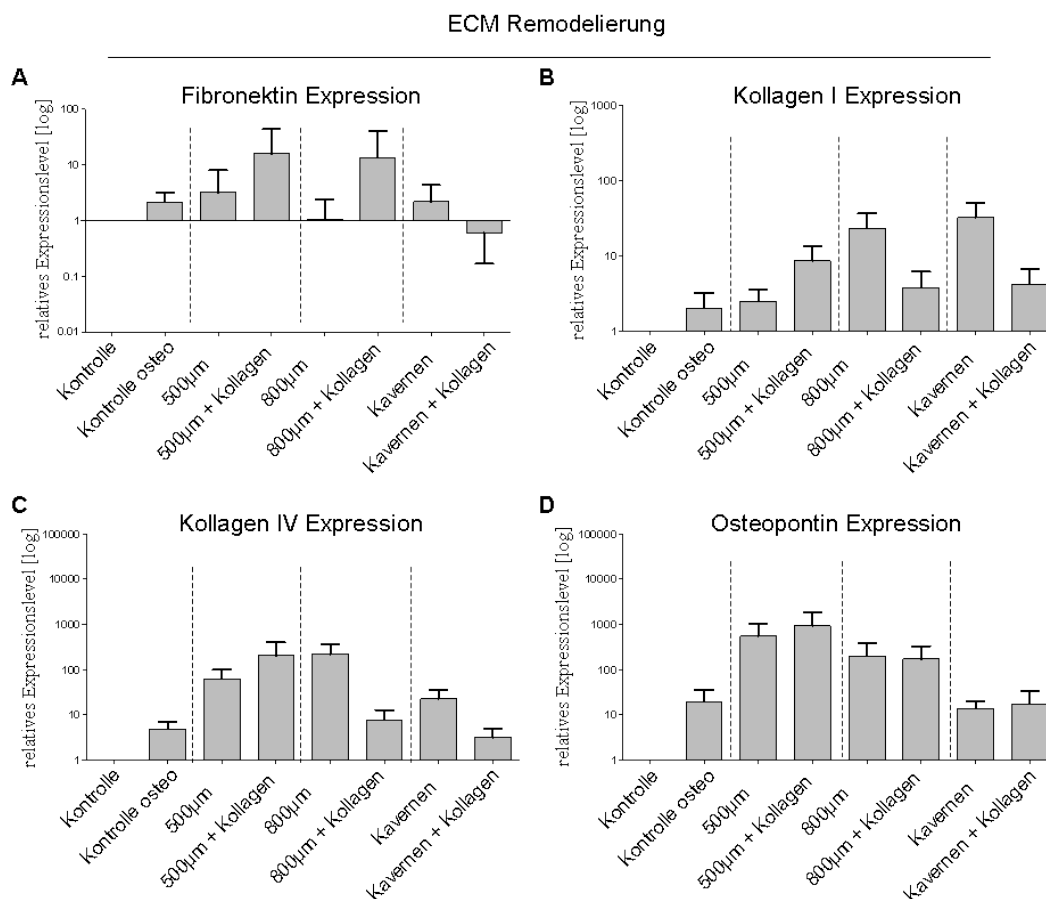 ECM Remodelierung
A
Fibronektin Expression
relatives Expressionslevel [log]
100
10
1
0.1
0.01
Kontrolle
Kontrolle osteo
500µm
500µm + Kollagen
800µm
800µm + Kollagen
Kavernen
Kavernen + Kollagen
B
Kollagen I Expression
relatives Expressionslevel [log]
1000
100
10
1
Kontrolle
Kontrolle osteo
500µm
500µm + Kollagen
800µm
800µm + Kollagen
Kavernen
Kavernen + Kollagen
C
Kollagen IV Expression
relatives Expressionslevel [log]
100000
10000
1000
100
10
1
Kontrolle
Kontrolle osteo
500µm
500µm + Kollagen
800µm
800µm + Kollagen
Kavernen
Kavernen + Kollagen
D
Osteopontin Expression
relatives Expressionslevel [log]
100000
10000
1000
100
10
1
Kontrolle
Kontrolle osteo
500µm
500µm + Kollagen
800µm
800µm + Kollagen
Kavernen
Kavernen + Kollagen